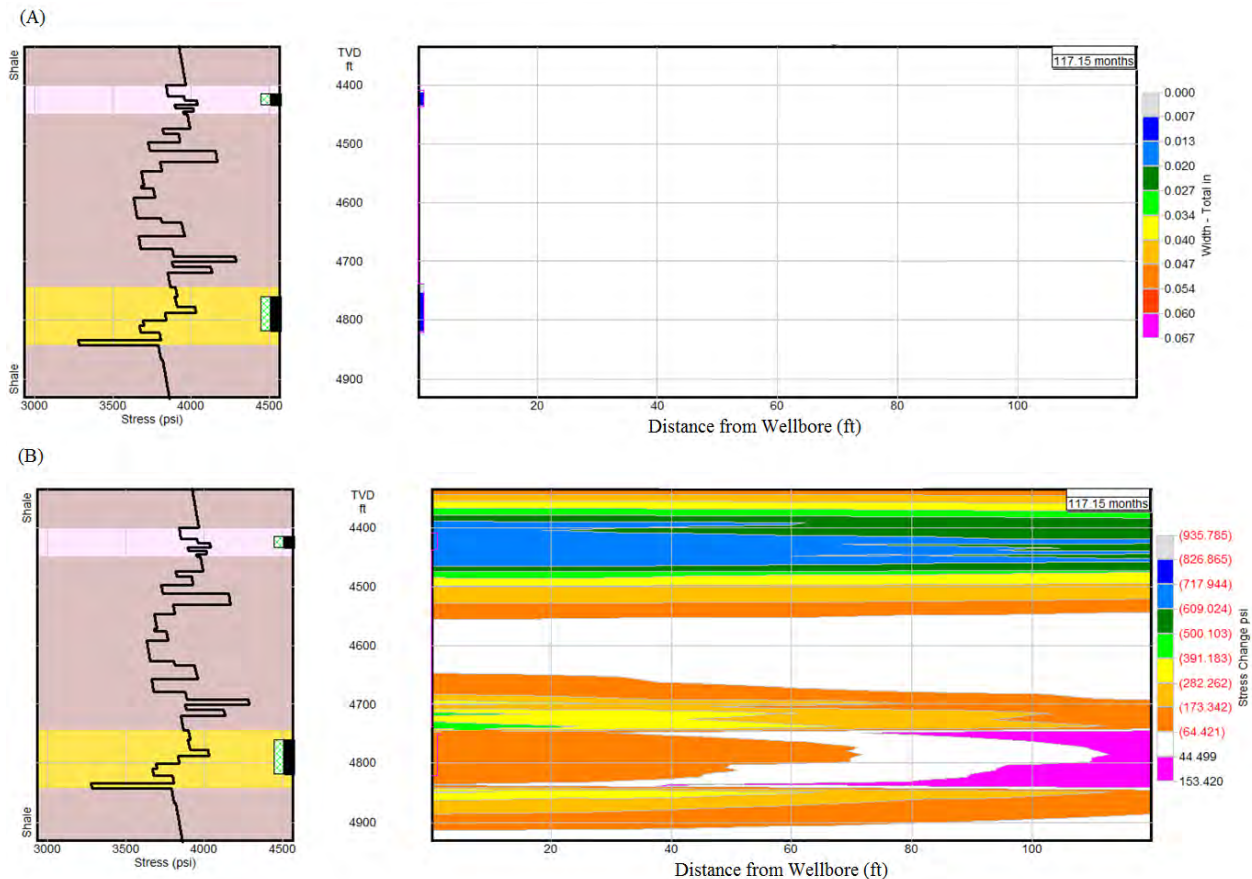 (A)
Shale
Shale
3000 3500 4000 4500
Stress (psi)
TVD
ft
4400
4500
4600
4700
4800
4900
117.15 months
20 40 60 80 100
Distance from Wellbore (ft)
0.000
0.007
0.013
0.020
0.027
0.034
0.040
0.047
0.054
0.060
0.067
Width - Total in
(B)
Shale
Shale
3000 3500 4000 4500
Stress (psi)
TVD
ft
4400
4500
4600
4700
4800
4900
117.15 months
20 40 60 80 100
Distance from Wellbore (ft)
(935.785)
(826.865)
(717.944)
(609.024)
(500.103)
(391.183)
(282.262)
(173.342)
(64.421)
44.499
153.420
Stress Change psi